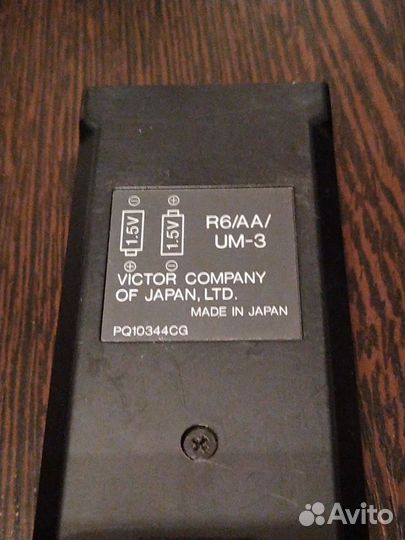 ⊖ ⊕
1.5V 1.5V
⊕ ⊖
R6/AA/
UM-3
VICTOR COMPANY
OF JAPAN, LTD.
MADE IN JAPAN
PQ10344CG
Avito